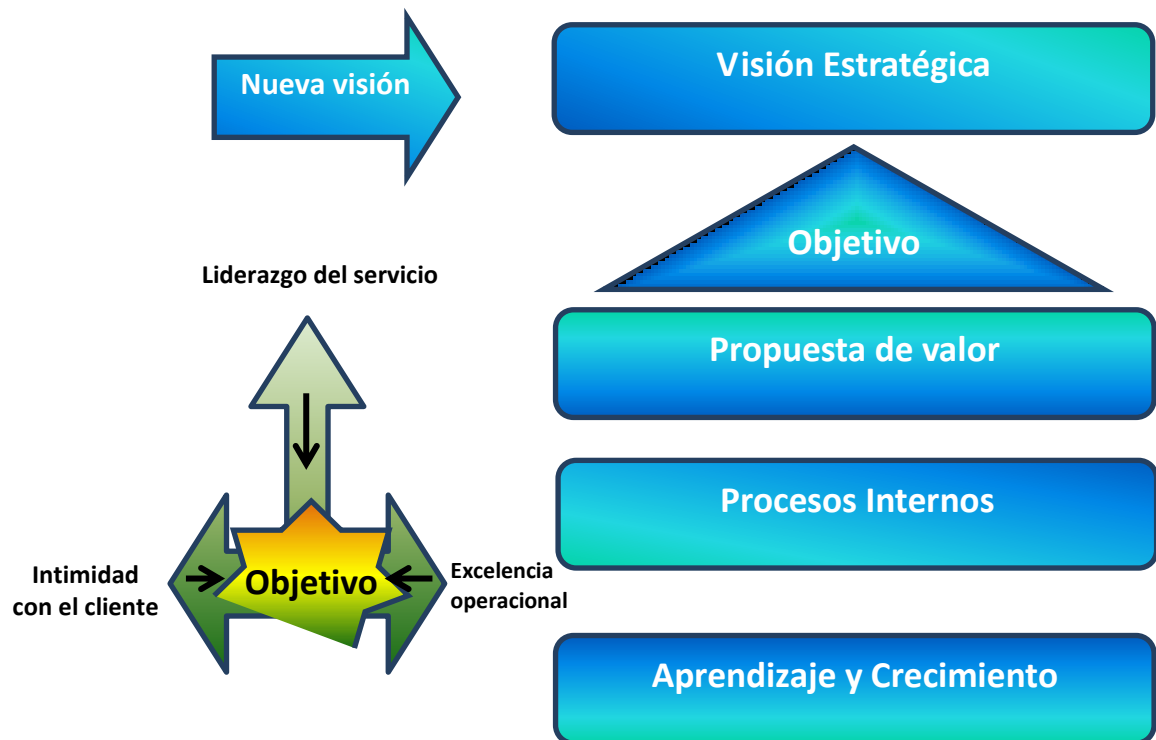 Nueva visión
Visión Estratégica
Objetivo
Liderazgo del servicio
Propuesta de valor
Procesos Internos
Intimidad
con el cliente
Objetivo
Excelencia
operacional
Aprendizaje y Crecimiento